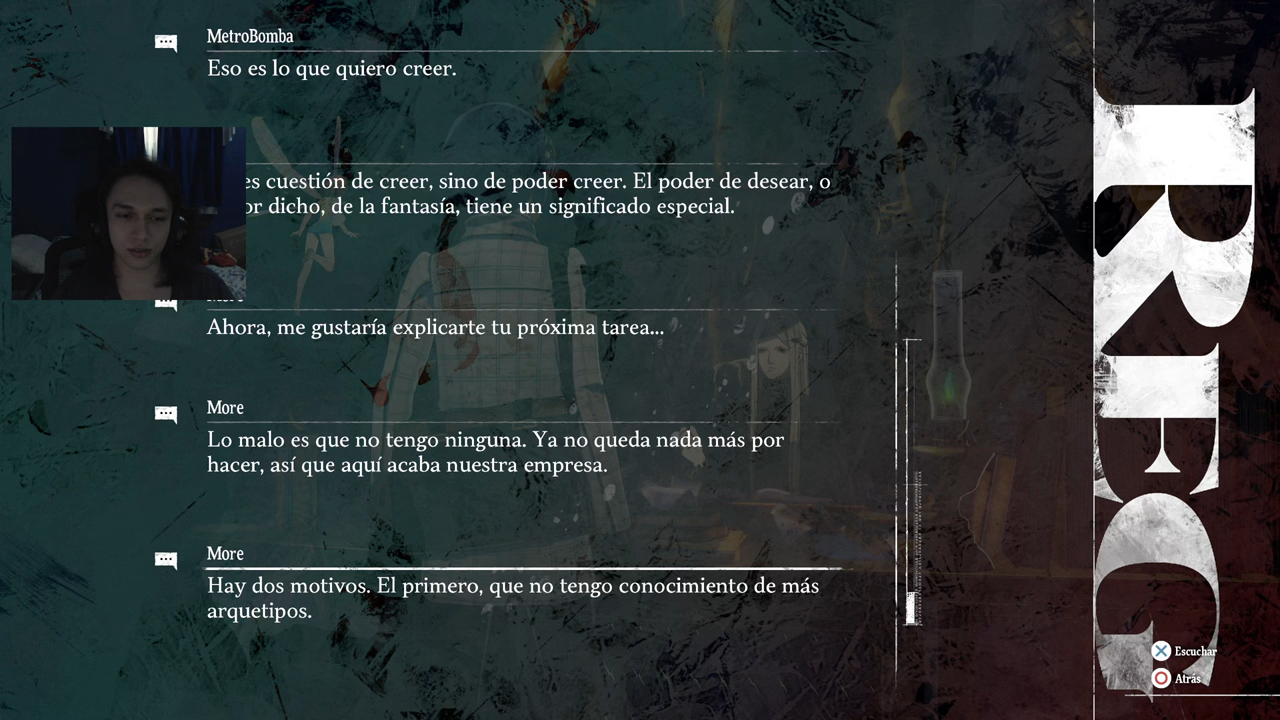 MetroBomba
Eso es lo que quiero creer.
es cuestión de creer, sino de poder creer. El poder de desear, o
or dicho, de la fantasía, tiene un significado especial.
Ahora, me gustaría explicarte tu próxima tarea...
More
Lo malo es que no tengo ninguna. Ya no queda nada más por
hacer, así que aquí acaba nuestra empresa.
More
Hay dos motivos. El primero, que no tengo conocimiento de más
arquetipos.
Escuchar
Atrás